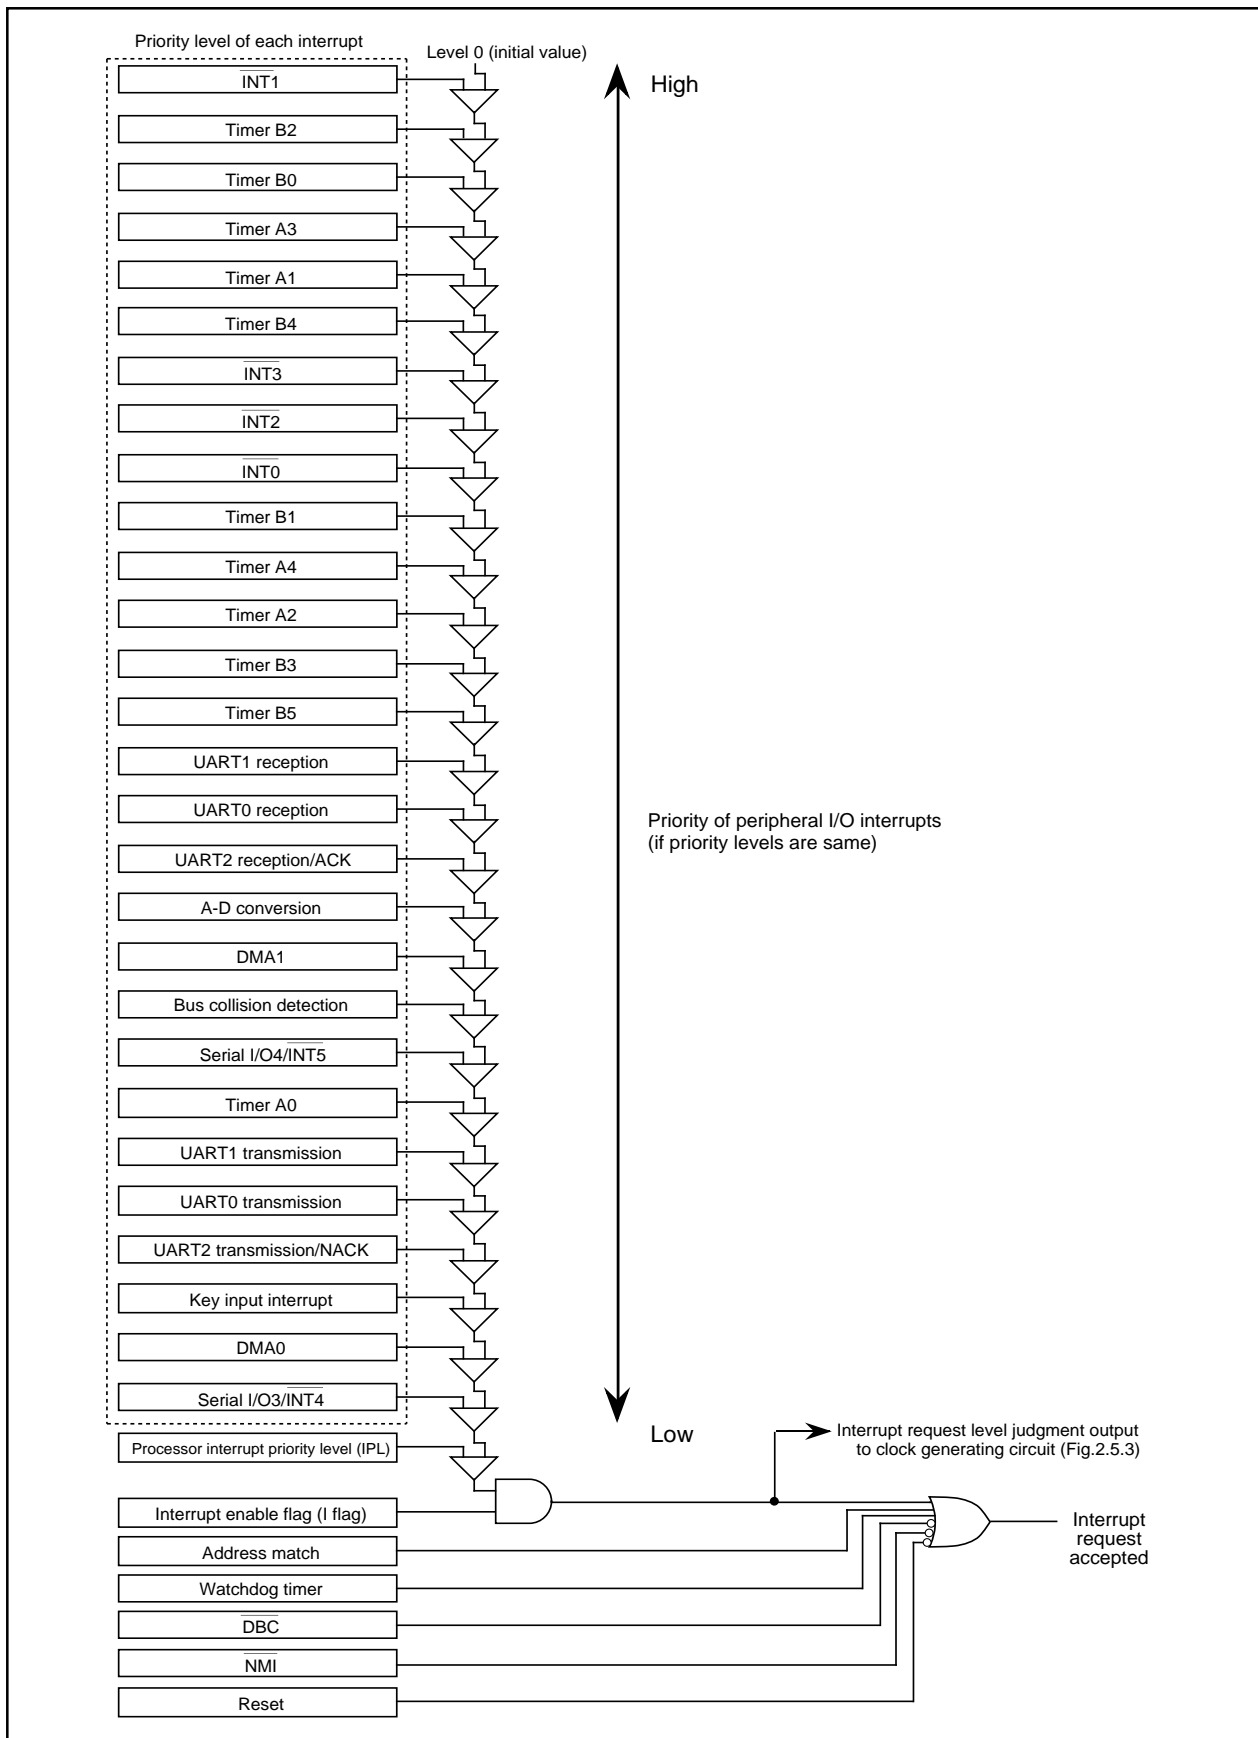 Priority level of each interrupt
Level 0 (initial value)
INT1
High
Timer B2
Timer B0
Timer A3
Timer A1
Timer B4
INT3
INT2
INT0
Timer B1
Timer A4
Timer A2
Timer B3
Timer B5
UART1 reception
UART0 reception
Priority of peripheral I/O interrupts
(if priority levels are same)
UART2 reception/ACK
A-D conversion
DMA1
Bus collision detection
Serial I/O4/INT5
Timer A0
UART1 transmission
UART0 transmission
UART2 transmission/NACK
Key input interrupt
DMA0
Serial I/O3/INT4
Low
Interrupt request level judgment output
to clock generating circuit (Fig.2.5.3)
Processor interrupt priority level (IPL)
Interrupt enable flag (I flag)
Interrupt
request
accepted
Address match
Watchdog timer
DBC
NMI
Reset